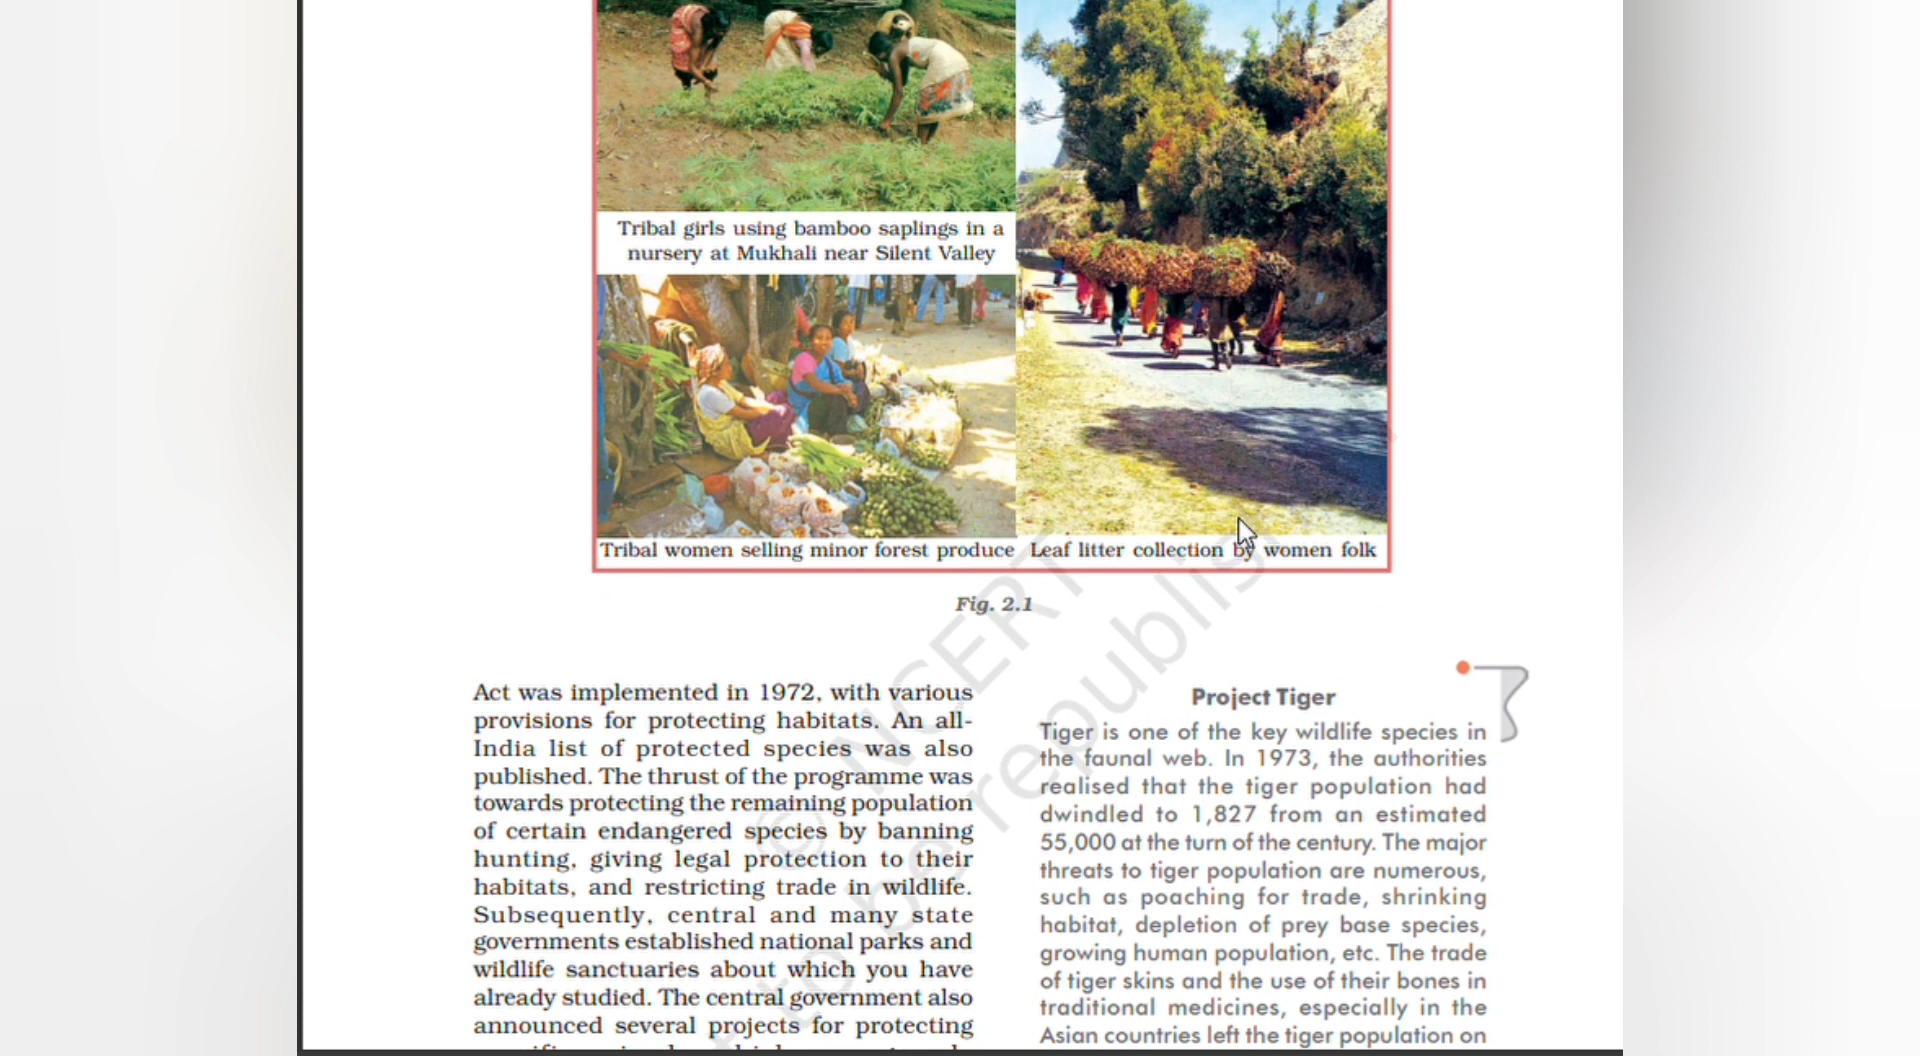 Tribal girls using bamboo saplings in a
nursery at Mukhali near Silent Valley
Tribal women selling minor forest produce
Leaf litter collection by women folk
Fig. 2.1
Act was implemented in 1972, with various
provisions for protecting habitats. An all-
India list of protected species was also
published. The thrust of the programme was
towards protecting the remaining population
of certain endangered species by banning
hunting, giving legal protection to their
habitats, and restricting trade in wildlife.
Subsequently, central and many state
governments established national parks and
wildlife sanctuaries about which you have
already studied. The central government also
announced several projects for protecting
Project Tiger
Tiger is one of the key wildlife species in
the faunal web. In 1973, the authorities
realised that the tiger population had
dwindled to 1,827 from an estimated
55,000 at the turn of the century. The major
threats to tiger population are numerous,
such as poaching for trade, shrinking
habitat, depletion of prey base species,
growing human population, etc. The trade
of tiger skins and the use of their bones in
traditional medicines, especially in the
Asian countries left the tiger population on
© NCERT
to be republis